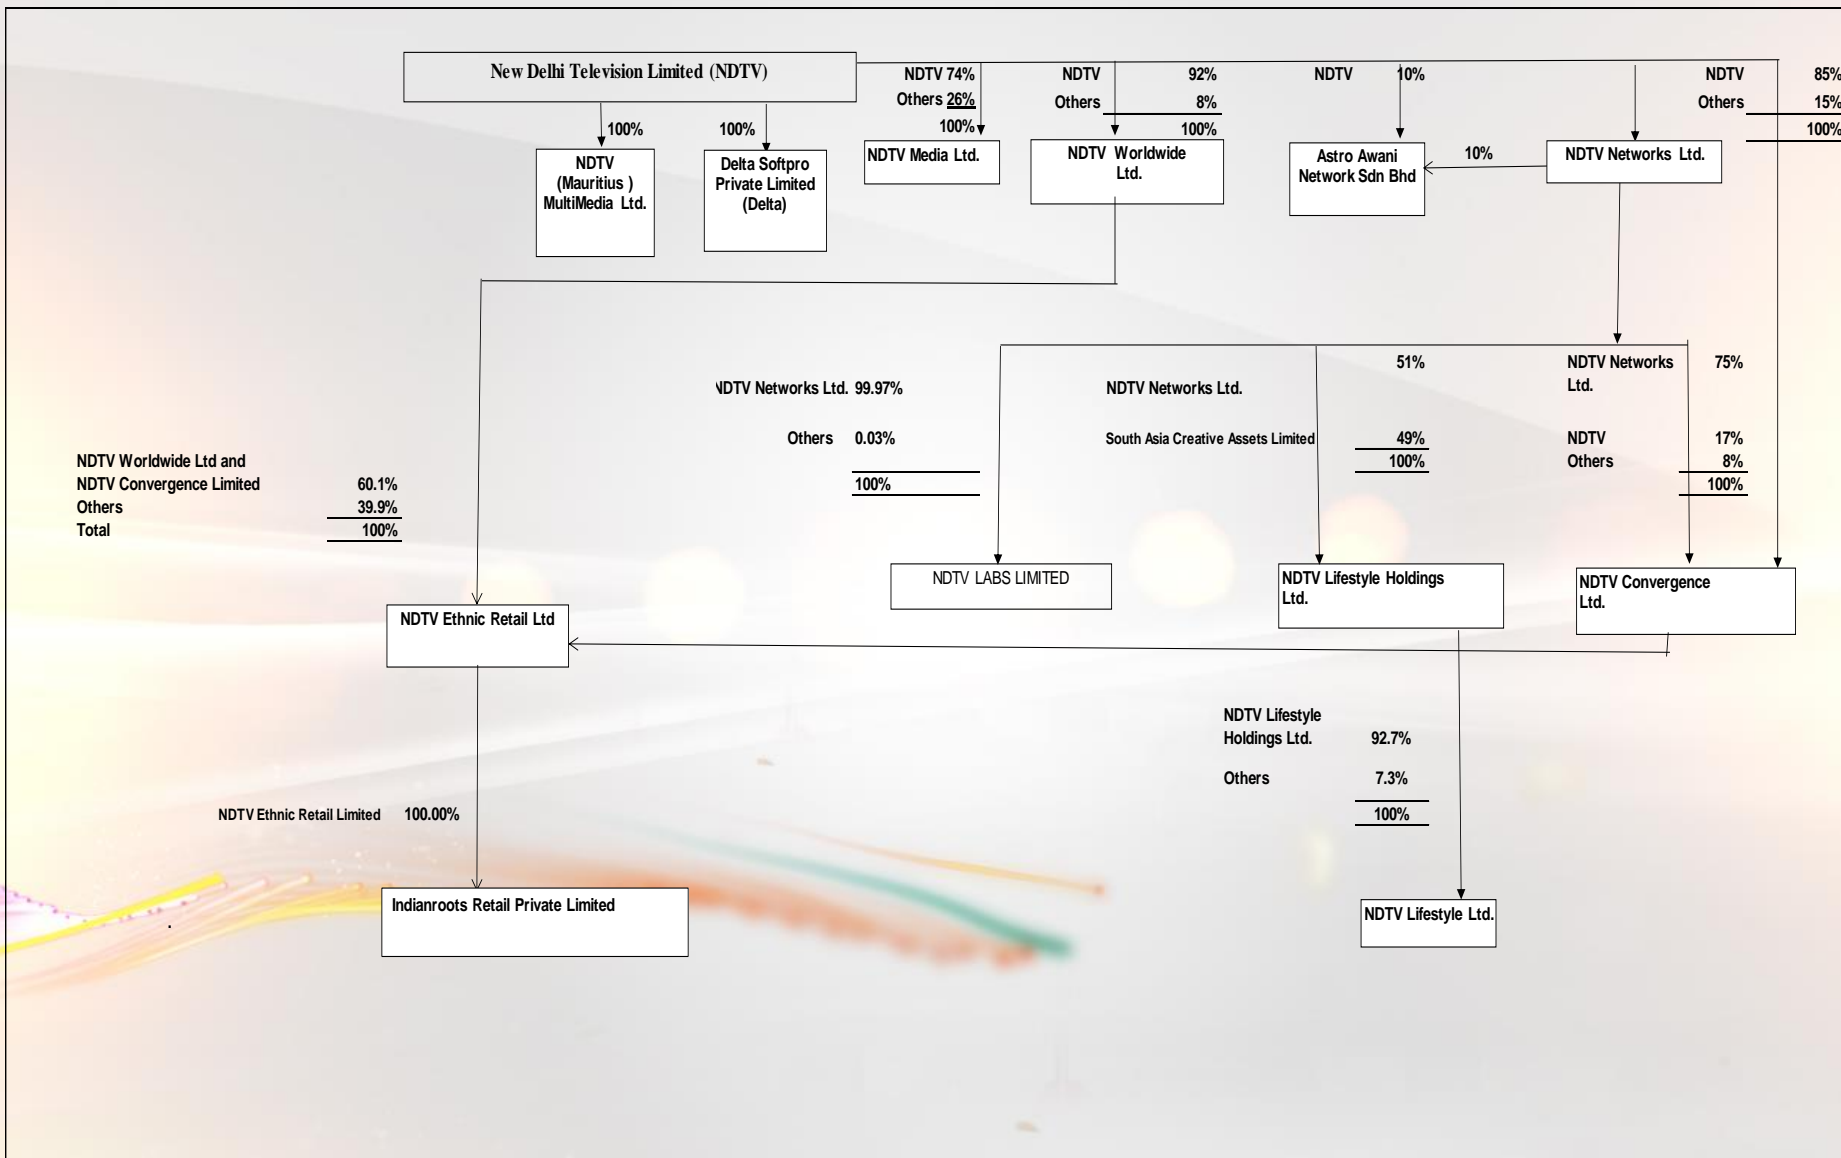 New Delhi Television Limited (NDTV)
NDTV 74%
Others 26%
100%
NDTV 92%
Others 8%
100%
NDTV 10%
NDTV 85%
Others 15%
100%
100%
100%
NDTV
(Mauritius )
MultiMedia Ltd.
Delta Softpro
Private Limited
(Delta)
NDTV Media Ltd.
NDTV Worldwide
Ltd.
Astro Awani
Network Sdn Bhd
10%
NDTV Networks Ltd.
NDTV Networks Ltd. 99.97%
Others 0.03%
100%
51%
NDTV Networks Ltd.
South Asia Creative Assets Limited 49%
100%
NDTV Networks 75%
Ltd.
NDTV 17%
Others 8%
100%
NDTV Worldwide Ltd and
NDTV Convergence Limited 60.1%
Others 39.9%
Total 100%
NDTV LABS LIMITED
NDTV Lifestyle Holdings
Ltd.
NDTV Convergence
Ltd.
NDTV Ethnic Retail Ltd
NDTV Lifestyle
Holdings Ltd. 92.7%
Others 7.3%
100%
NDTV Ethnic Retail Limited 100.00%
Indianroots Retail Private Limited
NDTV Lifestyle Ltd.